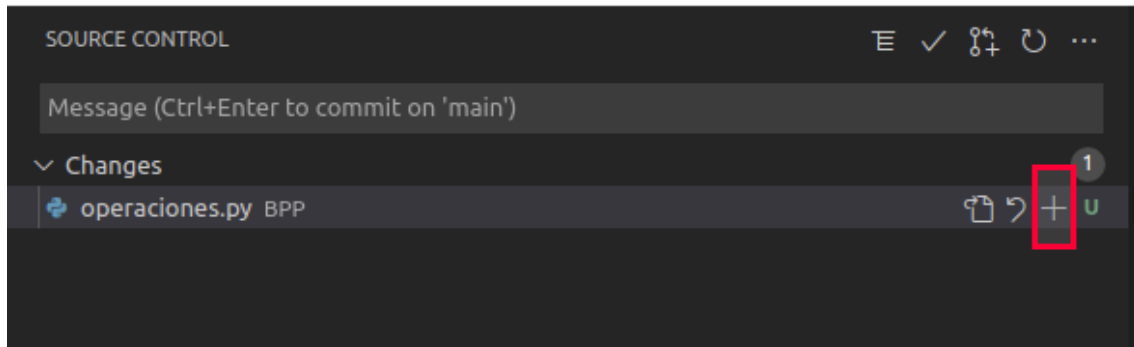 SOURCE CONTROL
Message (Ctrl+Enter to commit on 'main')
Changes 1
operaciones.py BPP U